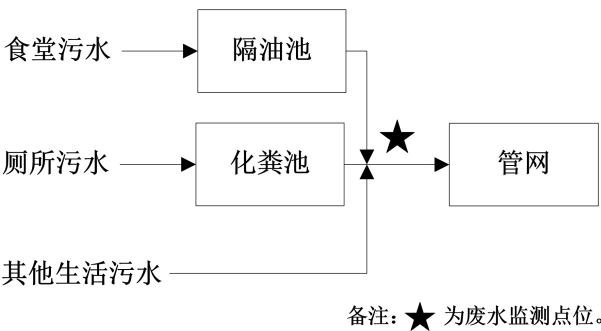 食堂污水
隔油池
厕所污水
化粪池
管网
其他生活污水
备注：★ 为废水监测点位。